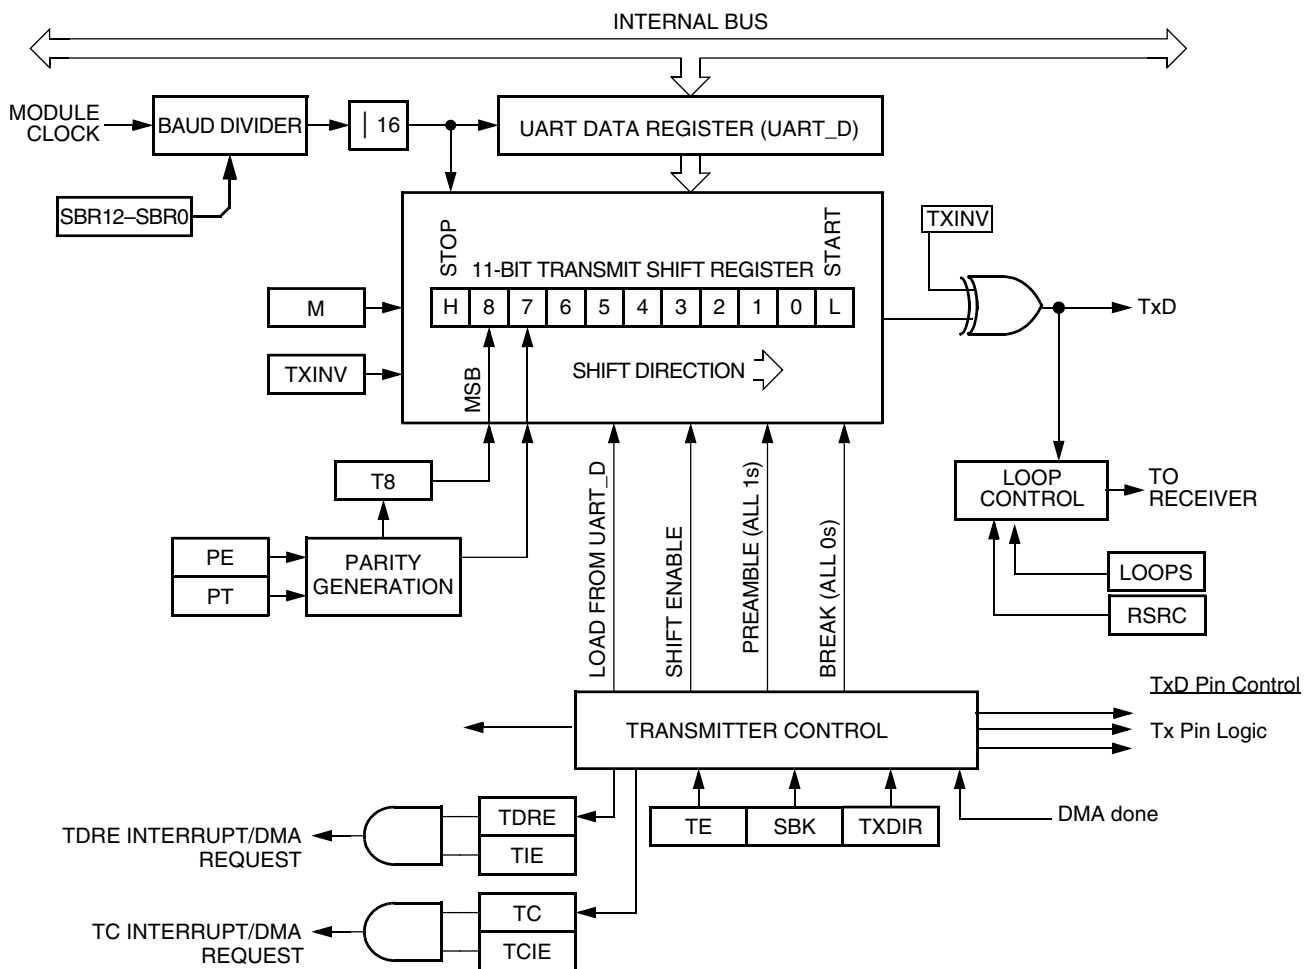 INTERNAL BUS
MODULE
CLOCK
BAUD DIVIDER
| 16
UART DATA REGISTER (UART_D)
SBR12–SBR0
STOP
START
11-BIT TRANSMIT SHIFT REGISTER
H 8 7 6 5 4 3 2 1 0 L
M
TXINV
MSB
SHIFT DIRECTION
TXINV
TxD
T8
PE
PT
PARITY
GENERATION
LOAD FROM UART_D
SHIFT ENABLE
PREAMBLE (ALL 1s)
BREAK (ALL 0s)
LOOP
CONTROL
TO
RECEIVER
LOOPS
RSRC
TRANSMITTER CONTROL
TxD Pin Control
Tx Pin Logic
TE SBK TXDIR
DMA done
TDRE
TIE
TDRE INTERRUPT/DMA
REQUEST
TC
TCIE
TC INTERRUPT/DMA
REQUEST